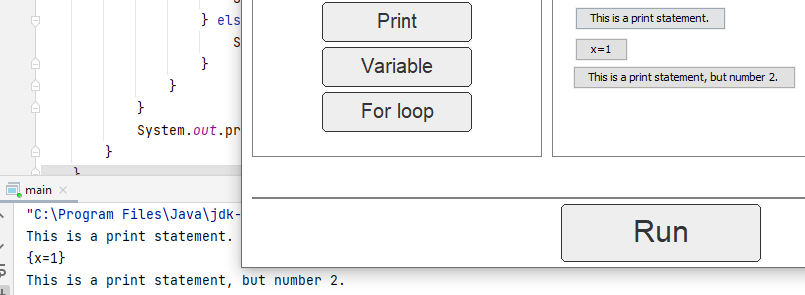 } els
S
}
}
}
System.out.pr
}
}
Print
Variable
For loop
This is a print statement.
x=1
This is a print statement, but number 2.
Run
main
"C:\Program Files\Java\jdk-
This is a print statement.
{x=1}
This is a print statement, but number 2.